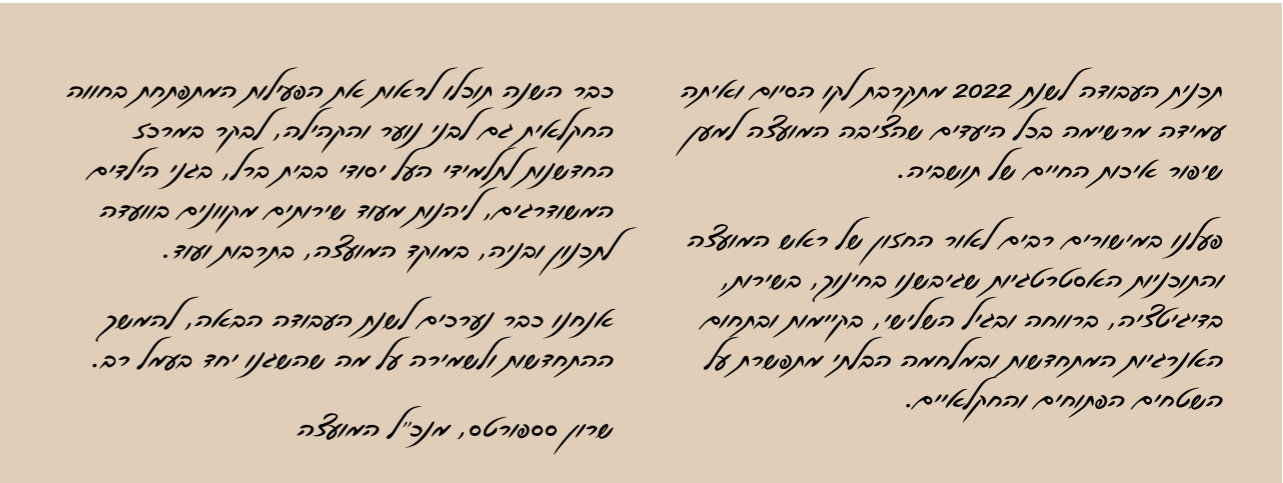 תכנית העבודה לשנת 2022 מתקרבת לקו הסיום ואיתה
עמידה מרשימה בכל היעדים שהציבה המועצה למען
שיפור איכות החיים של תושביה.
פעלנו במישורים רבים לאור החזון של ראש המועצה
והתוכניות האסטרטגיות שגיבשנו בחינוך, בשירות,
בדיגיטציה, ברווחה ובגיל השלישי, בקיימות ובתחום
האנרגיות המתחדשות ובמלחמה הבלתי מתפשרת על
השטחים הפתוחים והחקלאיים.
כבר השנה תוכלו לראות את הפעילות המתפתחת בחווה
החקלאית גם לבני נוער והקהילה, לבקר במרכז
החדשנות לתלמידי העל יסודי בבית ברל, בגני הילדים
המשודרגים, ליהנות מעוד שירותים מקוונים בוועדה
לתכנון ובניה, במוקד המועצה, בתרבות ועוד.
אנחנו כבר נערכים לשנת העבודה הבאה, להמשך
ההתחדשות ולשמירה על מה שהשגנו יחד בעמל רב.
שרון ססרפורטס, מנכ"ל המועצה